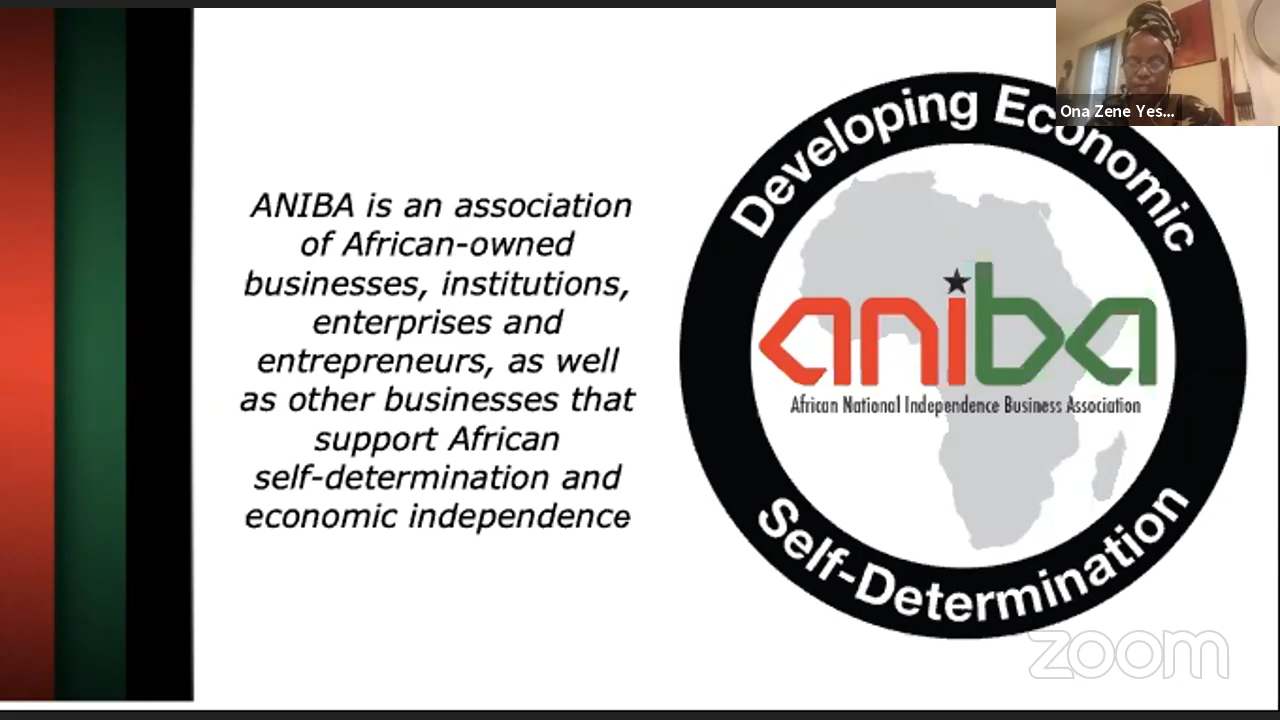 Ona Zene Yes...
ANIBA is an association
of African-owned
businesses, institutions,
enterprises and
entrepreneurs, as well
as other businesses that
support African
self-determination and
economic independence
Developing Economic
aniba
African National Independence Business Association
Self-Determination
zoom